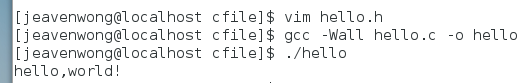 [jeavenwong@localhost cfile]$ vim hello.h
[jeavenwong@localhost cfile]$ gcc -Wall hello.c -o hello
[jeavenwong@localhost cfile]$ ./hello
hello,world!